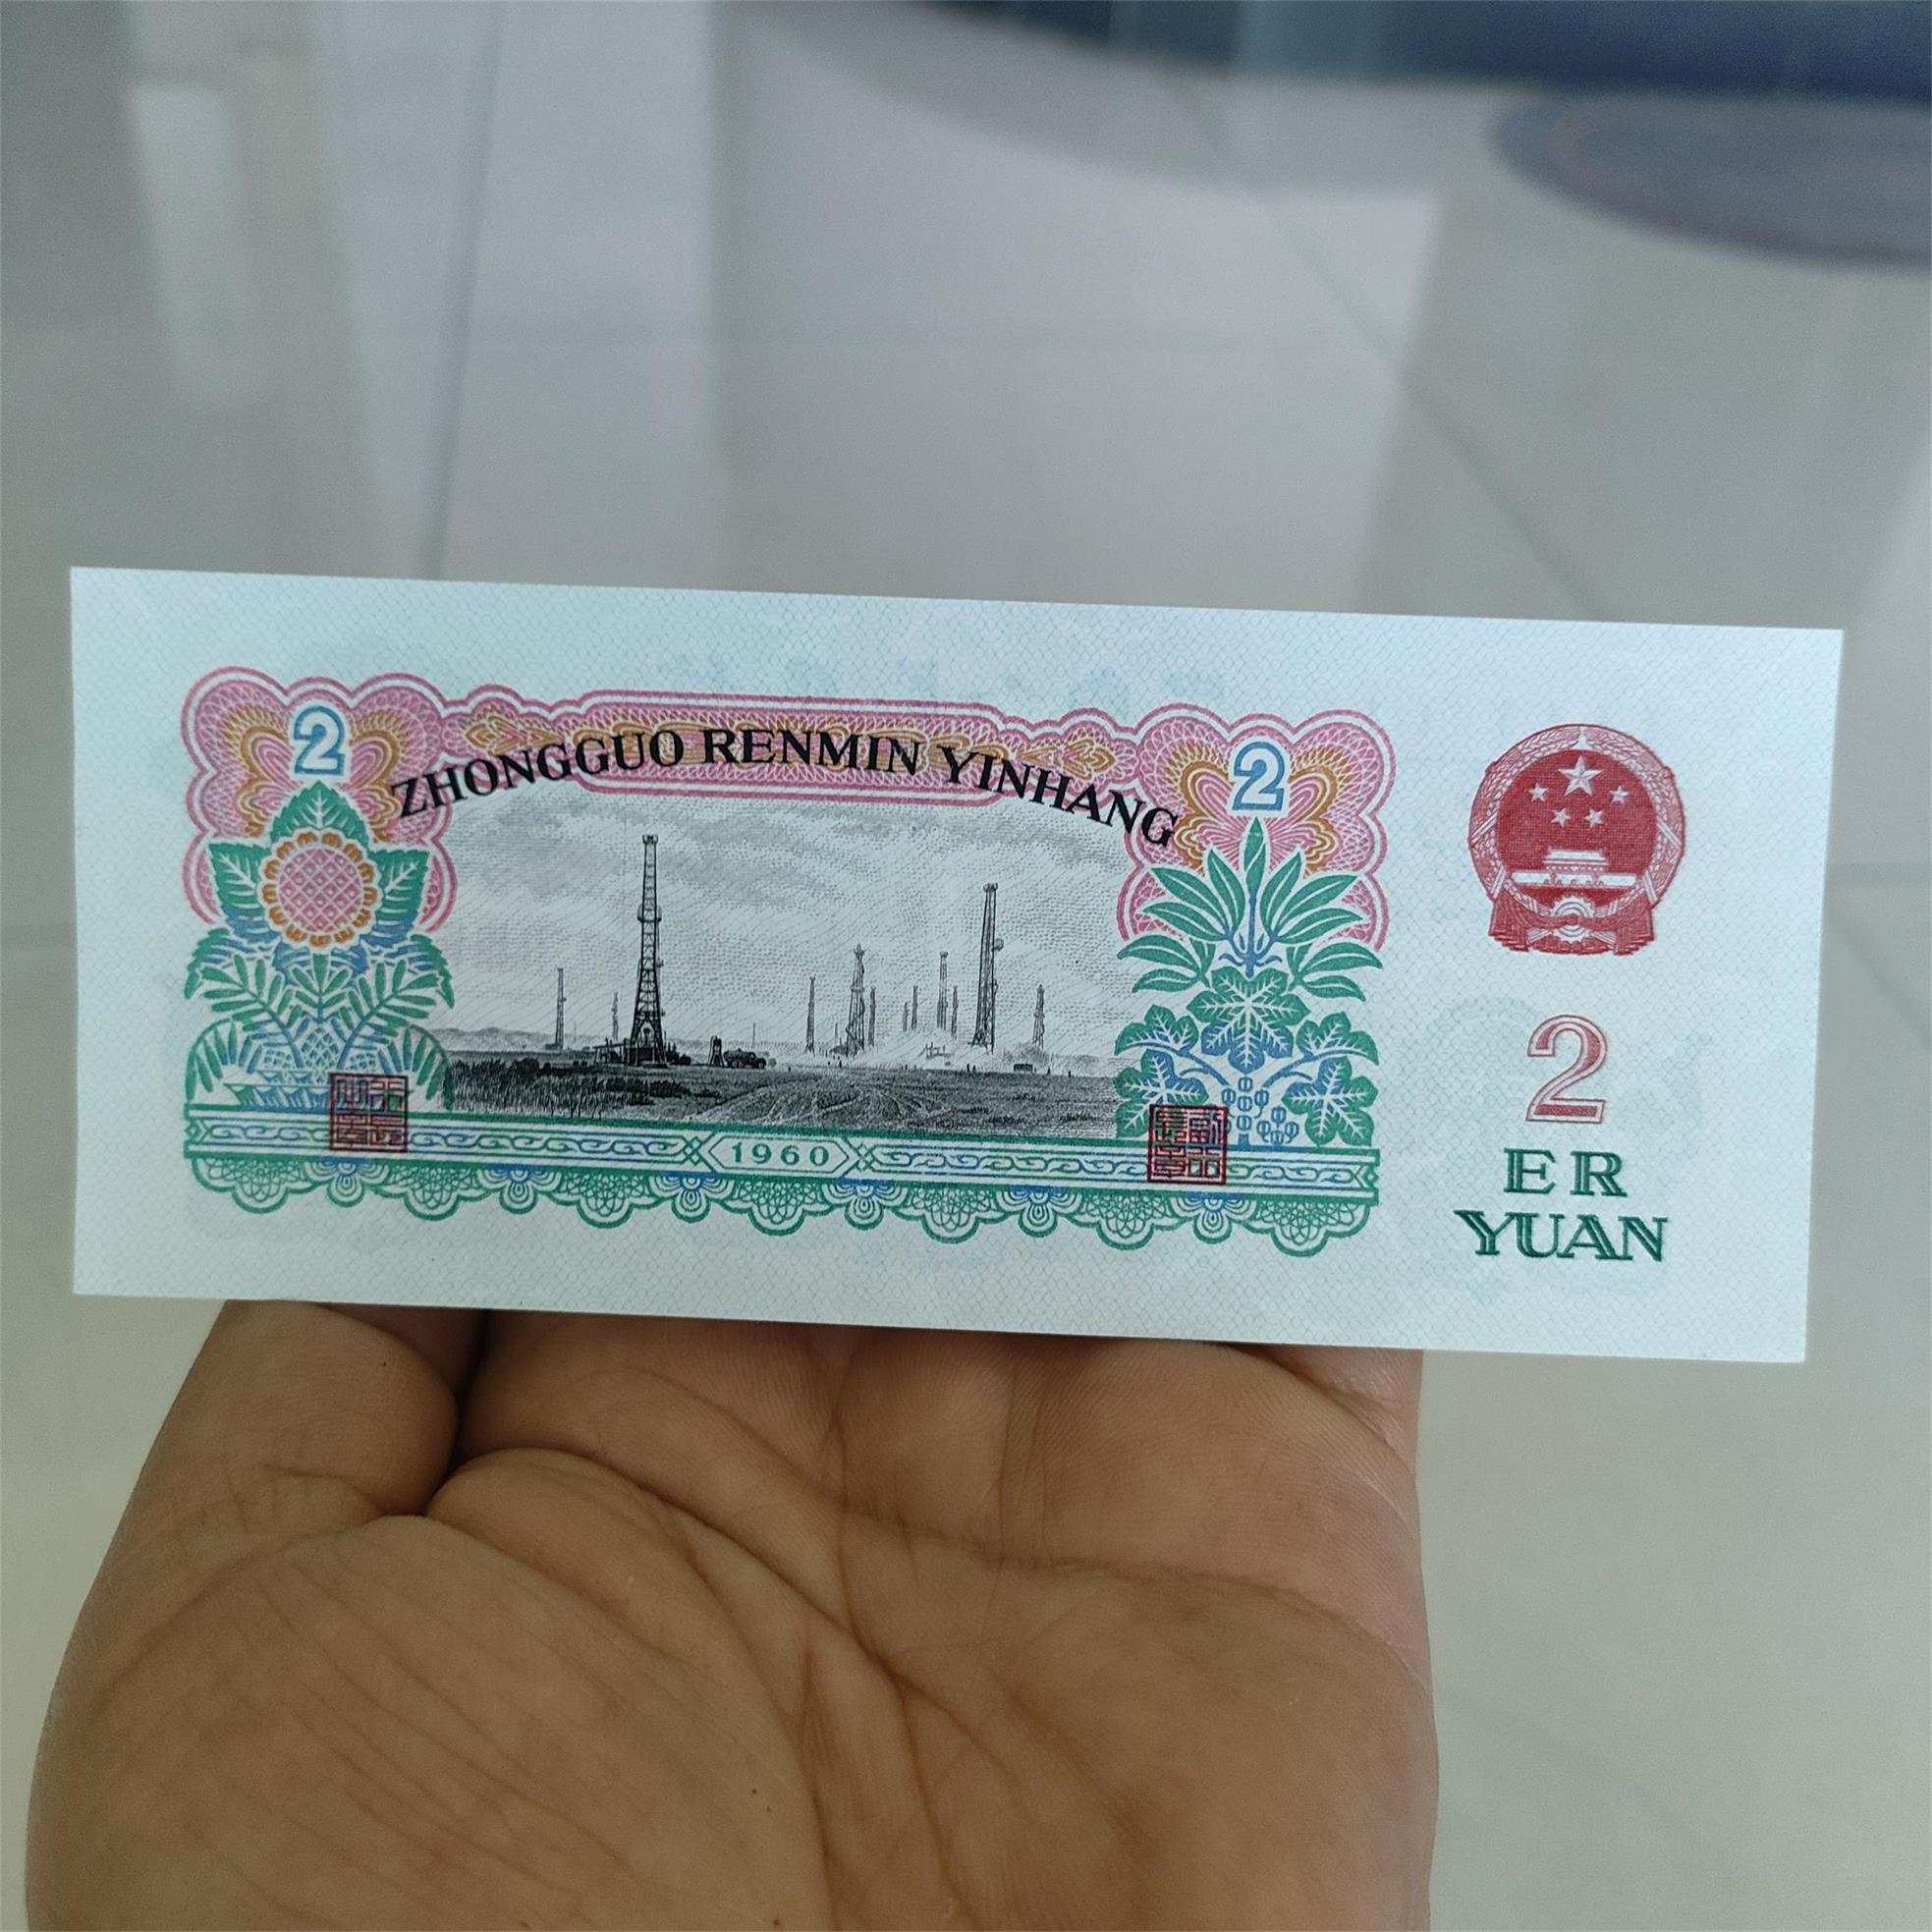 2
ZHONGGUO RENMIN YINHANG
2
1960
2
ER
YUAN